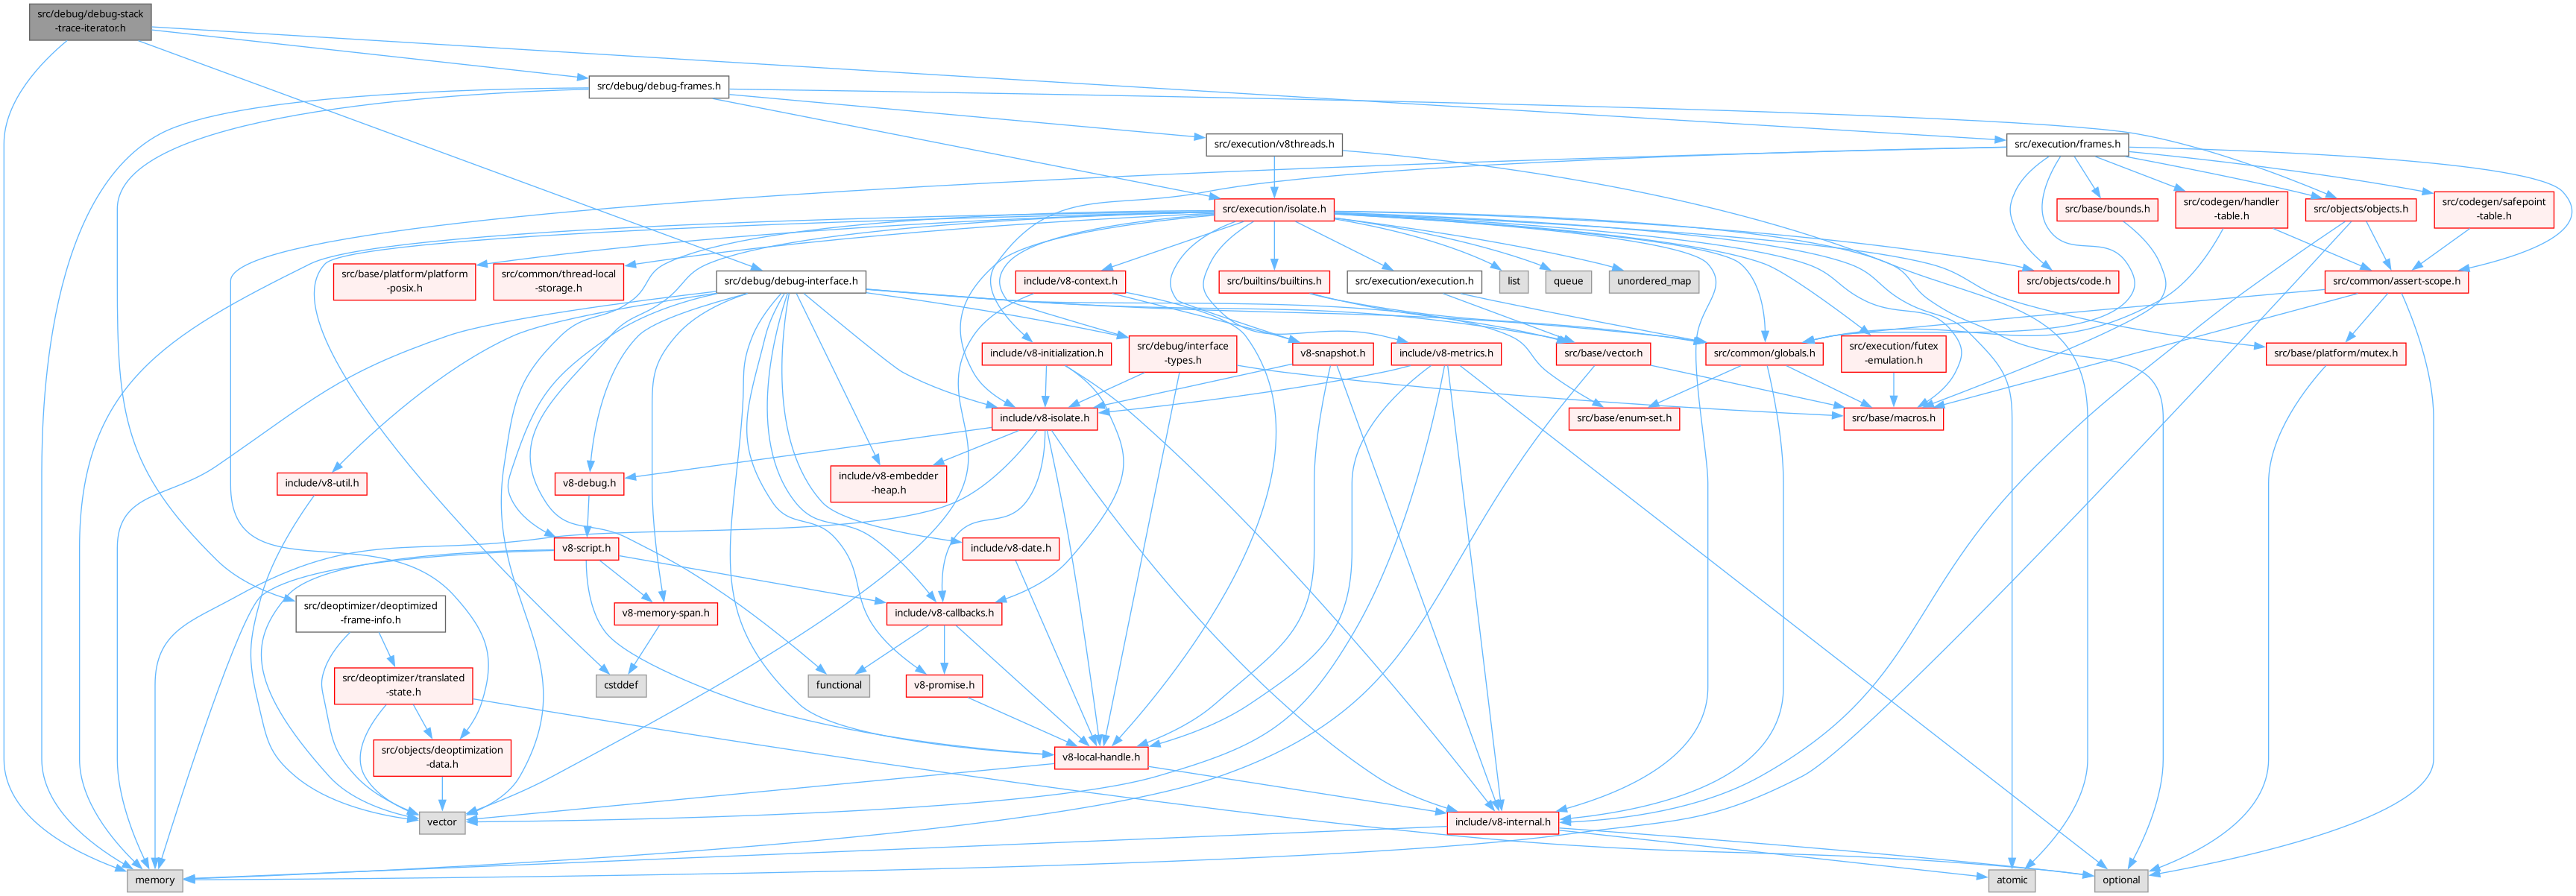 src/debug/debug-stack
-trace-iterator.h
src/debug/debug-frames.h
src/execution/v8threads.h
src/execution/frames.h
src/execution/isolate.h
src/base/bounds.h
src/codegen/handler
-table.h
src/objects/objects.h
src/codegen/safepoint
-table.h
src/base/platform/platform
-posix.h
src/common/thread-local
-storage.h
src/debug/debug-interface.h
include/v8-context.h
src/builtins/builtins.h
src/execution/execution.h
list
queue
unordered_map
src/objects/code.h
src/common/assert-scope.h
include/v8-initialization.h
src/debug/interface
-types.h
v8-snapshot.h
include/v8-metrics.h
src/base/vector.h
src/common/globals.h
src/execution/futex
-emulation.h
src/base/platform/mutex.h
include/v8-isolate.h
src/base/enum-set.h
src/base/macros.h
include/v8-util.h
v8-debug.h
include/v8-embedder
-heap.h
v8-script.h
include/v8-date.h
src/deoptimizer/deoptimized
-frame-info.h
v8-memory-span.h
include/v8-callbacks.h
src/deoptimizer/translated
-state.h
cstddef
functional
v8-promise.h
src/objects/deoptimization
-data.h
v8-local-handle.h
vector
include/v8-internal.h
memory
atomic
optional